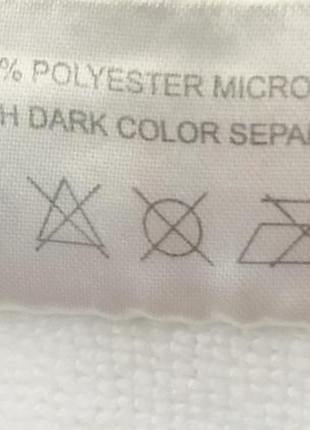 % POLYESTER MICRO
H DARK COLOR SEPA